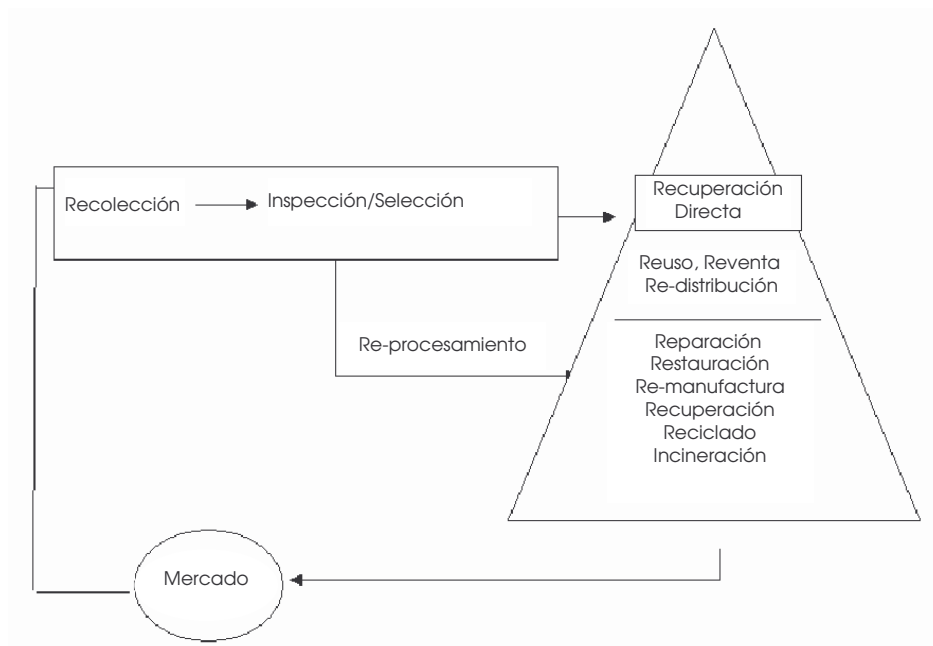 Recolección
Inspección/Selección
Recuperación
Directa
Reuso, Reventa
Re-distribución
Re-procesamiento
Reparación
Restauración
Re-manufactura
Recuperación
Reciclado
Incineración
Mercado